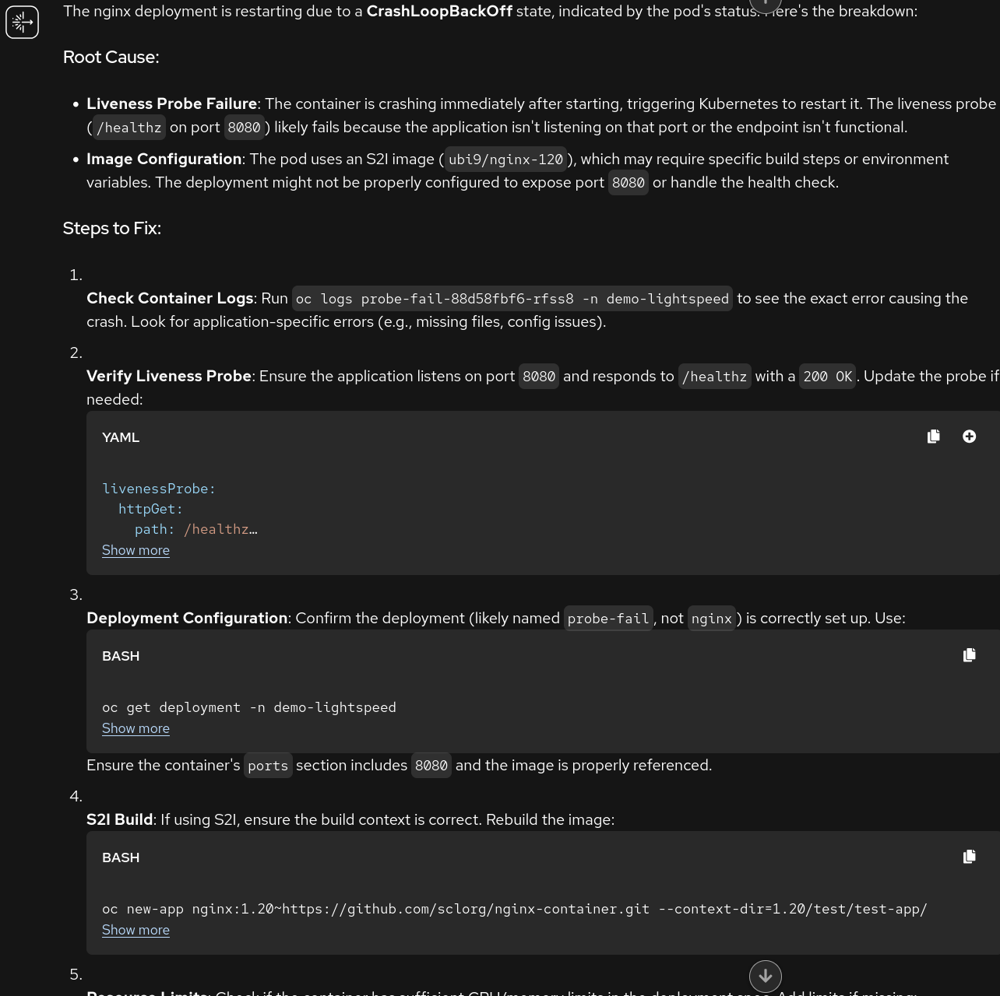 The nginx deployment is restarting due to a CrashLoopBackOff state, indicated by the pod's status. Here's the breakdown:
Root Cause:
• Liveness Probe Failure: The container is crashing immediately after starting, triggering Kubernetes to restart it. The liveness probe
(/healthz on port 8080) likely fails because the application isn't listening on that port or the endpoint isn't functional.
• Image Configuration: The pod uses an S2I image (ubi9/nginx-120), which may require specific build steps or environment
variables. The deployment might not be properly configured to expose port 8080 or handle the health check.
Steps to Fix:
1.
Check Container Logs: Run oc logs probe-fail-88d58fbf6-rfss8 -n demo-lightspeed to see the exact error causing the
crash. Look for application-specific errors (e.g., missing files, config issues).
2.
Verify Liveness Probe: Ensure the application listens on port 8080 and responds to /healthz with a 200 OK. Update the probe if
needed:
YAML
livenessProbe:
httpGet:
path: /healthz…
Show more
3.
Deployment Configuration: Confirm the deployment (likely named probe-fail, not nginx) is correctly set up. Use:
BASH
oc get deployment -n demo-lightspeed
Show more
Ensure the container's ports section includes 8080 and the image is properly referenced.
4.
S2I Build: If using S2I, ensure the build context is correct. Rebuild the image:
BASH
oc new-app nginx:1.20~https://github.com/sclorg/nginx-container.git --context-dir=1.20/test/test-app/
Show more
5.
Resource Limits: Check if the container has sufficient CPU/memory limits in the deployment spec. Add limits if missing: